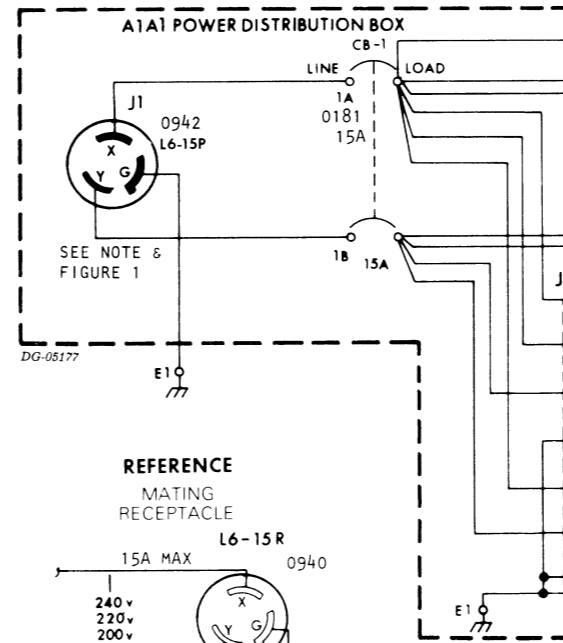 A1A1 POWER DISTRIBUTION BOX
CB-1
LINE
LOAD
J1
1A
0942
0181
L6-15P
15A
X
Y
G
SEE NOTE &
FIGURE 1
1B
15A
J
DG-05177
E1
REFERENCE
MATING
RECEPTACLE
L6-15R
15A MAX
0940
240v
220v
200v
X
Y
G
E1